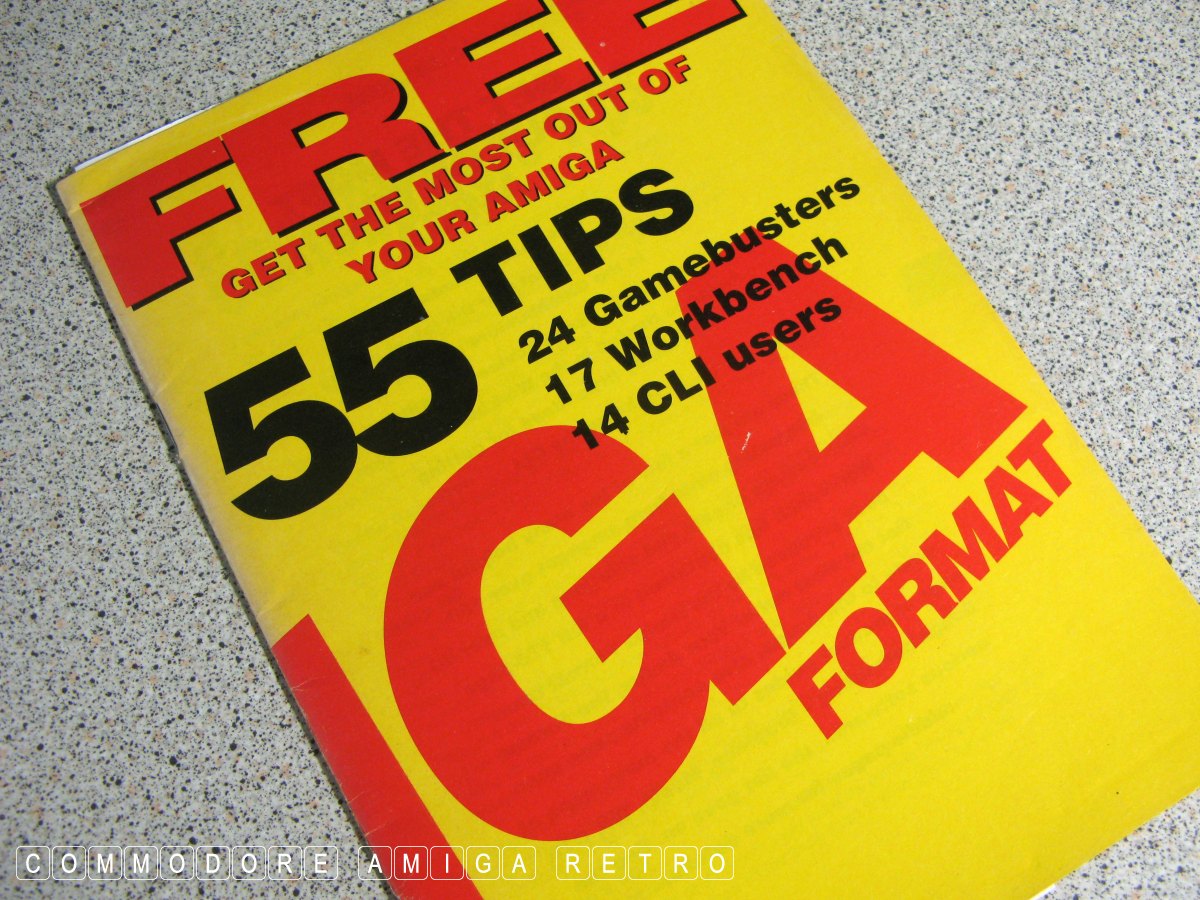 FREE
GET THE MOST OUT OF
YOUR AMIGA
55 TIPS
24 Gamebusters
17 Workbench
14 CLI users
IGA
FORMAT
COMMODORE AMIGA RETRO